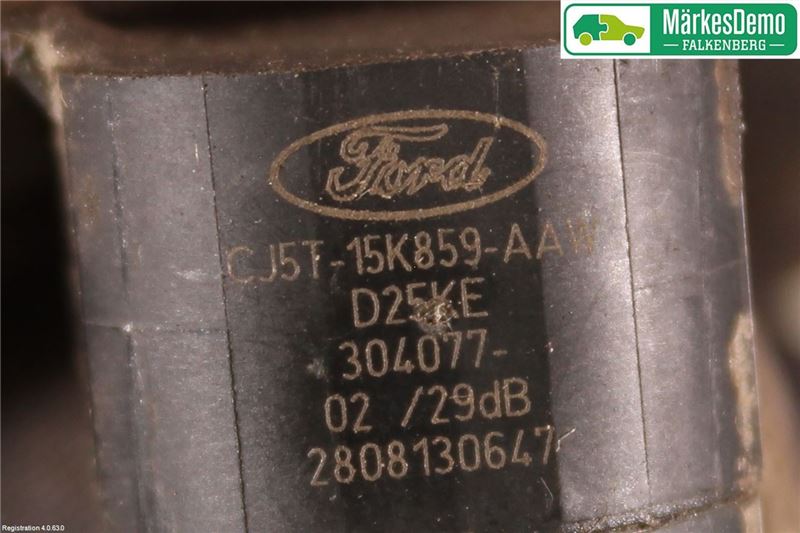 MärkesDemo
FALKENBERG
Ford
CJ5T-15K859-AAW
D25KE
304077-
02 /29dB
2808130647-
Registration 4.0.63.0